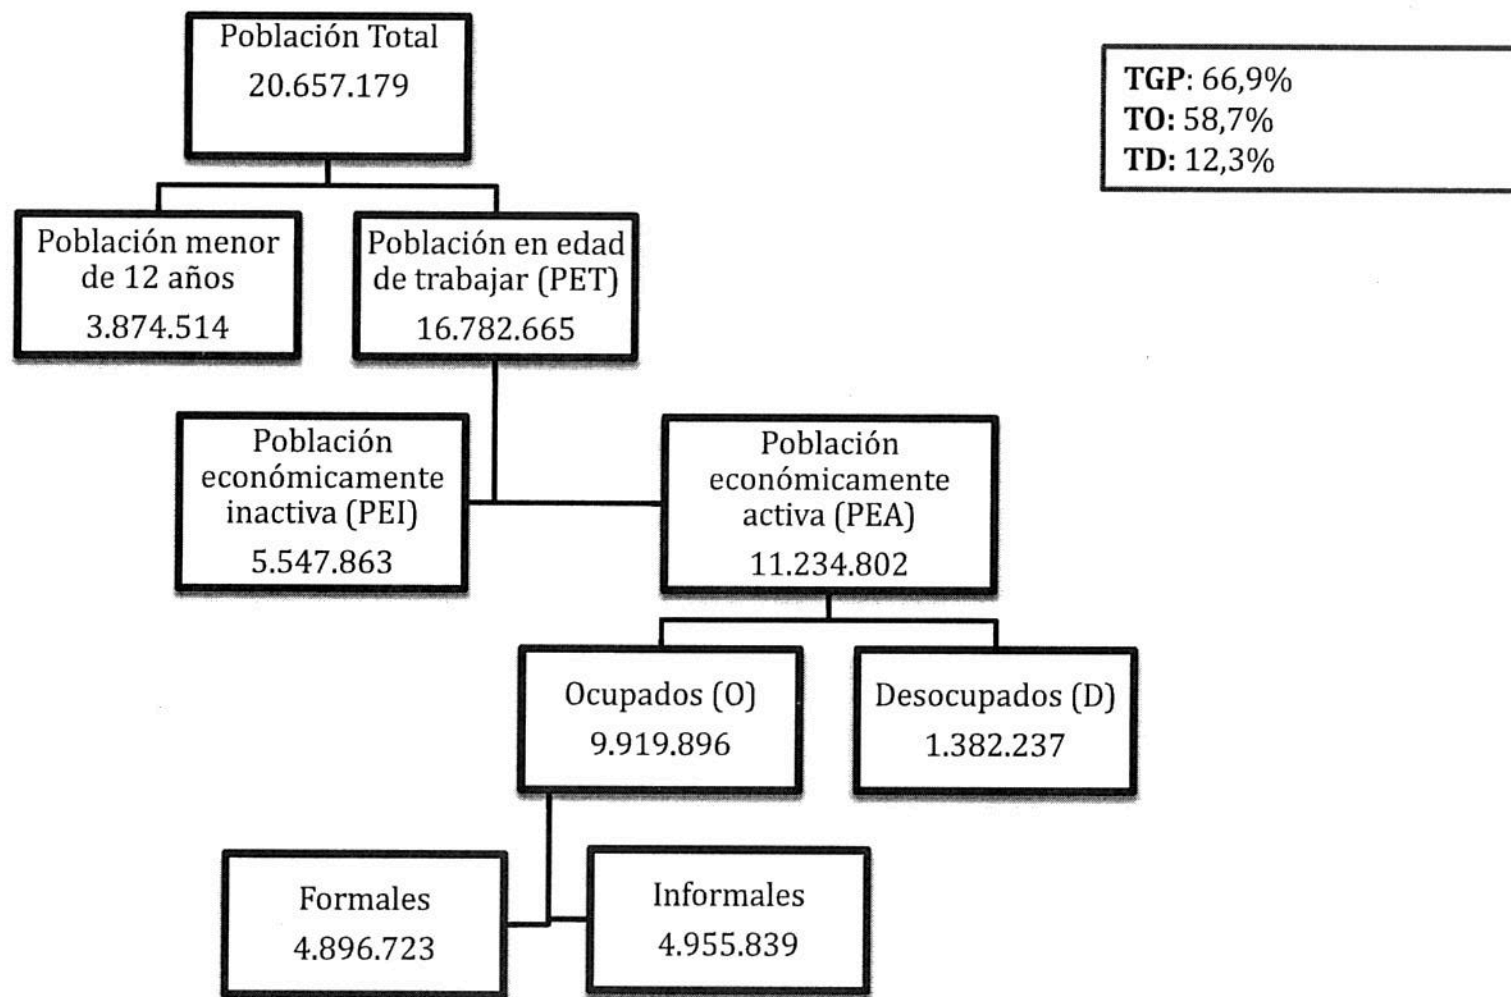 Población Total
20.657.179
TGP: 66,9%
TO: 58,7%
TD: 12,3%
Población menor
de 12 años
3.874.514
Población en edad
de trabajar (PET)
16.782.665
Población
económicamente
inactiva (PEI)
5.547.863
Población
económicamente
activa (PEA)
11.234.802
Ocupados (O)
9.919.896
Desocupados (D)
1.382.237
Formales
4.896.723
Informales
4.955.839